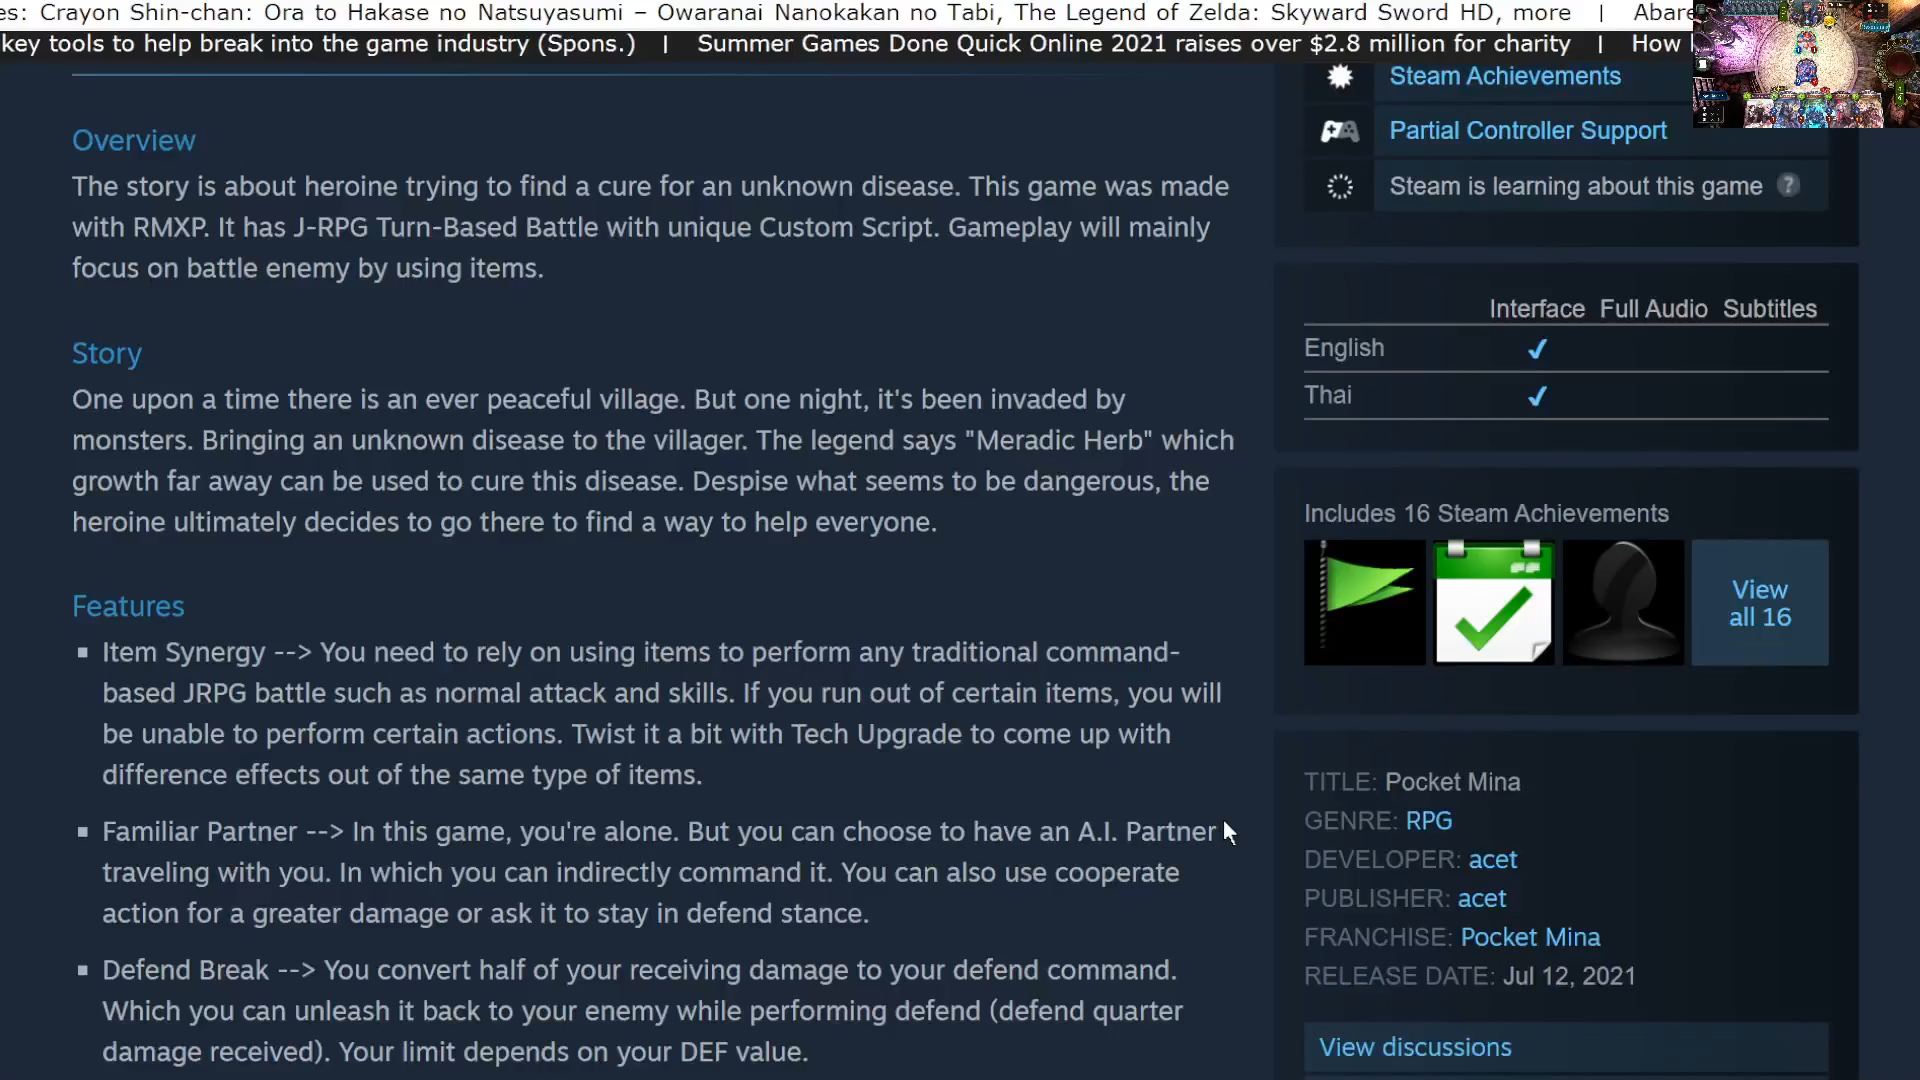 es: Crayon Shin-chan: Ora to Hakase no Natsuyasumi – Owaranai Nanokakan no Tabi, The Legend of Zelda: Skyward Sword HD, more | Abare
key tools to help break into the game industry (Spons.) | Summer Games Done Quick Online 2021 raises over $2.8 million for charity | How
Overview
The story is about heroine trying to find a cure for an unknown disease. This game was made
with RMXP. It has J-RPG Turn-Based Battle with unique Custom Script. Gameplay will mainly
focus on battle enemy by using items.
Story
One upon a time there is an ever peaceful village. But one night, it's been invaded by
monsters. Bringing an unknown disease to the villager. The legend says "Meradic Herb" which
growth far away can be used to cure this disease. Despise what seems to be dangerous, the
heroine ultimately decides to go there to find a way to help everyone.
Features
▪ Item Synergy --> You need to rely on using items to perform any traditional command-
based JRPG battle such as normal attack and skills. If you run out of certain items, you will
be unable to perform certain actions. Twist it a bit with Tech Upgrade to come up with
difference effects out of the same type of items.
▪ Familiar Partner --> In this game, you're alone. But you can choose to have an A.I. Partner
traveling with you. In which you can indirectly command it. You can also use cooperate
action for a greater damage or ask it to stay in defend stance.
▪ Defend Break --> You convert half of your receiving damage to your defend command.
Which you can unleash it back to your enemy while performing defend (defend quarter
damage received). Your limit depends on your DEF value.
Steam Achievements
Partial Controller Support
Steam is learning about this game ?
Interface Full Audio Subtitles
English ✓
Thai ✓
Includes 16 Steam Achievements
View
all 16
TITLE: Pocket Mina
GENRE: RPG
DEVELOPER: acet
PUBLISHER: acet
FRANCHISE: Pocket Mina
RELEASE DATE: Jul 12, 2021
View discussions